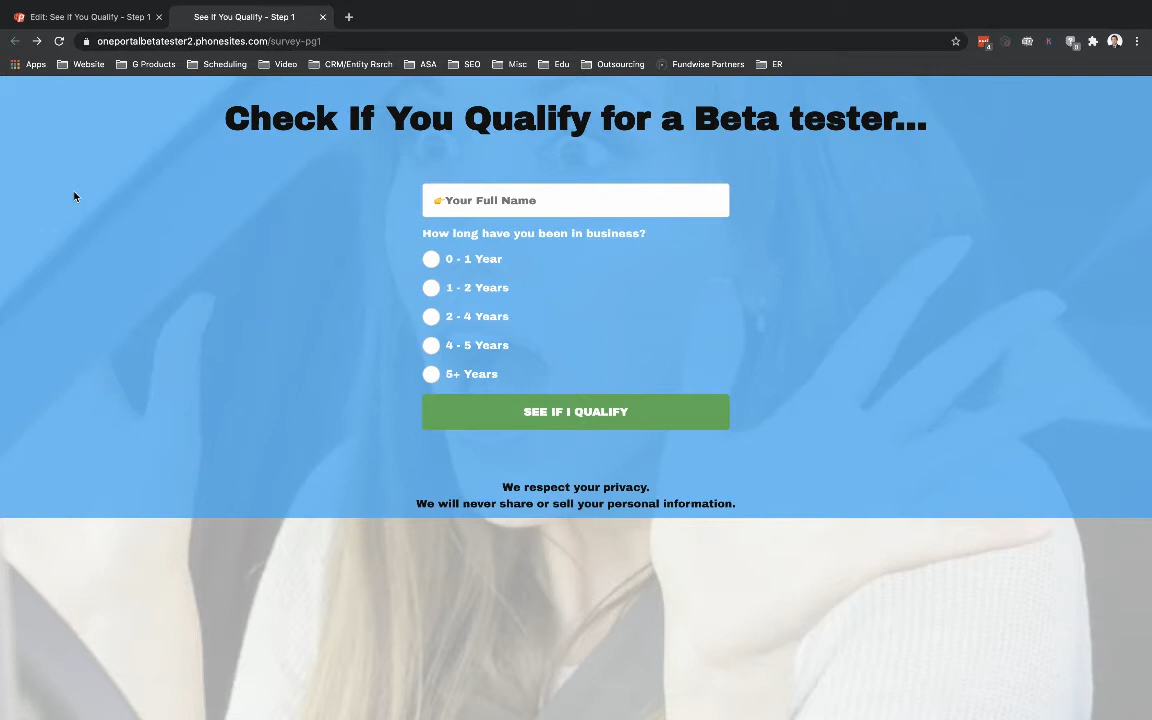 Edit: See If You Qualify - Step 1
See If You Qualify - Step 1
oneportalbetatester2.phonesites.com/survey-pg1
Apps Website G Products Scheduling Video CRM/Entity Rsrch ASA SEO Misc Edu Outsourcing Fundwise Partners ER
Check If You Qualify for a Beta tester...
👉Your Full Name
How long have you been in business?
0 - 1 Year
1 - 2 Years
2 - 4 Years
4 - 5 Years
5+ Years
SEE IF I QUALIFY
We respect your privacy.
We will never share or sell your personal information.